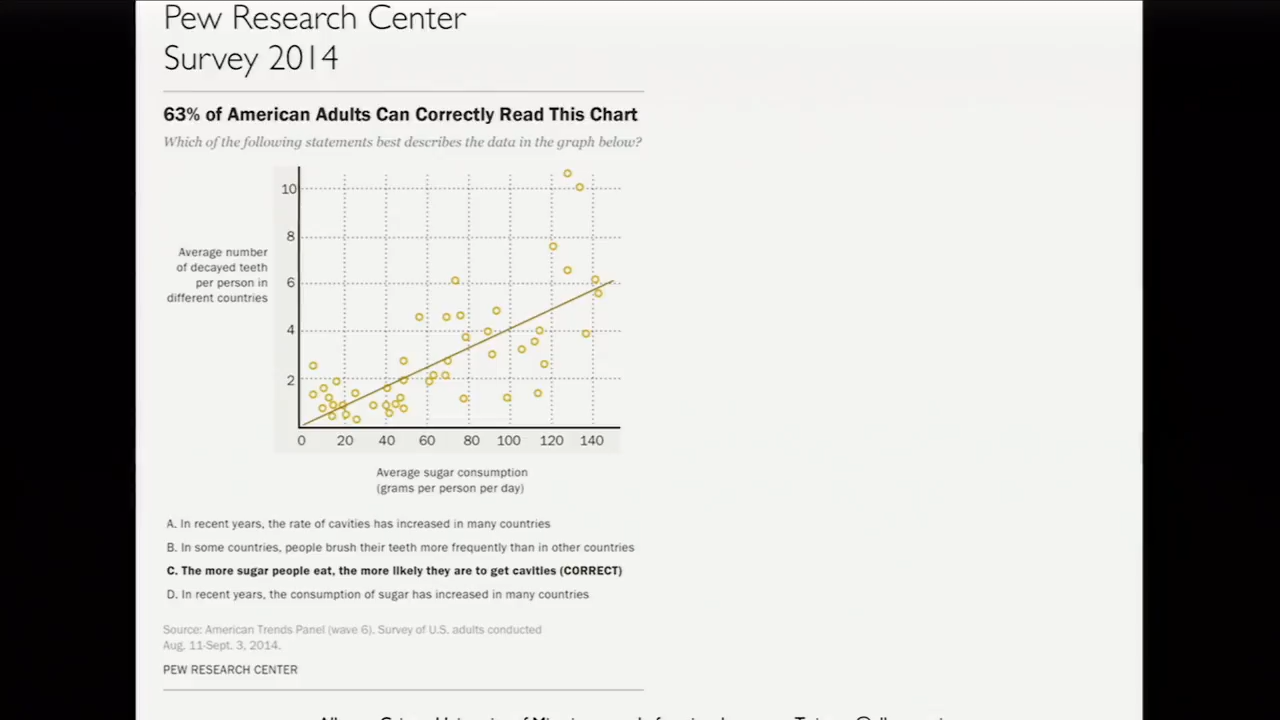 Pew Research Center
Survey 2014
63% of American Adults Can Correctly Read This Chart
Which of the following statements best describes the data in the graph below?
10
8
6
4
2
Average number
of decayed teeth
per person in
different countries
0 20 40 60 80 100 120 140
Average sugar consumption
(grams per person per day)
A. In recent years, the rate of cavities has increased in many countries
B. In some countries, people brush their teeth more frequently than in other countries
C. The more sugar people eat, the more likely they are to get cavities (CORRECT)
D. In recent years, the consumption of sugar has increased in many countries
Source: American Trends Panel (wave 6). Survey of U.S. adults conducted
Aug. 11-Sept. 3, 2014.
PEW RESEARCH CENTER